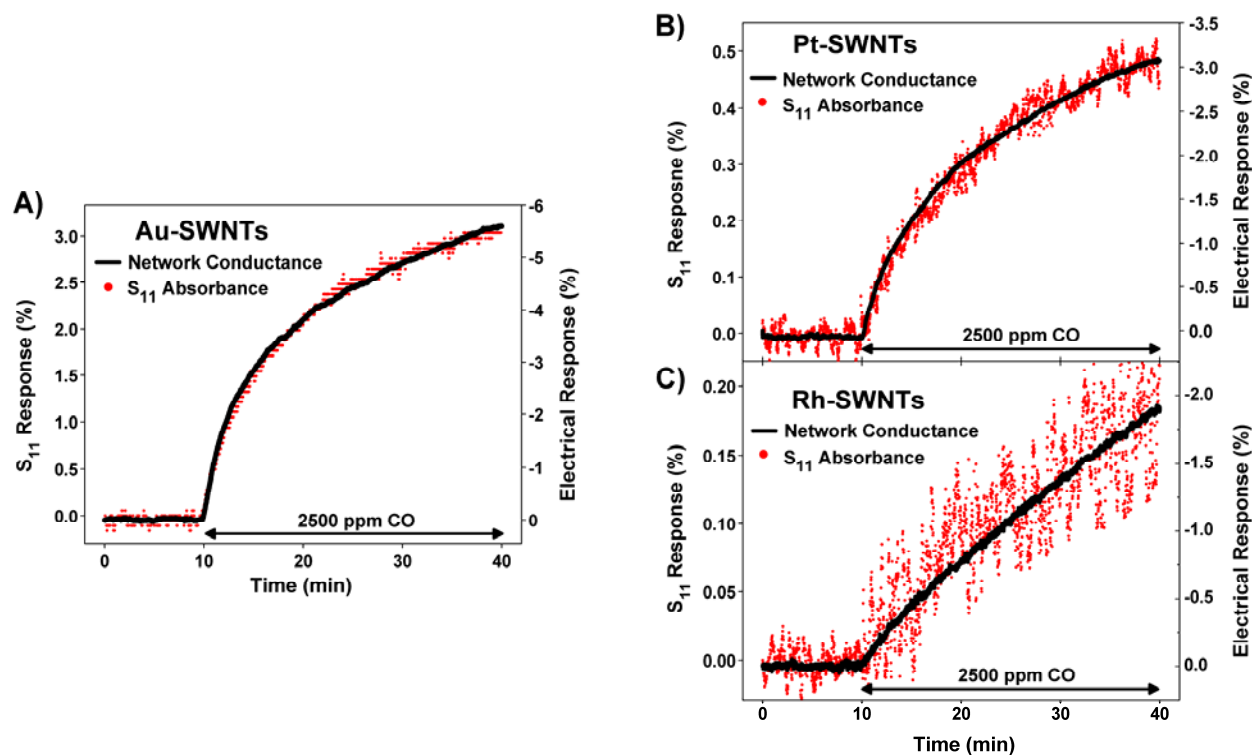 A)
Au-SWNTs
Network Conductance
S11 Absorbance
2500 ppm CO
S11 Response (%)
3.0
2.5
2.0
1.5
1.0
0.5
0.0
Electrical Response (%)
-6
-5
-4
-3
-2
-1
0
0 10 20 30 40
Time (min)
B)
Pt-SWNTs
Network Conductance
S11 Absorbance
2500 ppm CO
S11 Resposne (%)
0.5
0.4
0.3
0.2
0.1
0.0
Electrical Response (%)
-3.5
-3.0
-2.5
-2.0
-1.5
-1.0
-0.5
0.0
C)
Rh-SWNTs
Network Conductance
S11 Absorbance
2500 ppm CO
S11 Response (%)
0.20
0.15
0.10
0.05
0.00
Electrical Response (%)
-2.0
-1.5
-1.0
-0.5
0.0
0 10 20 30 40
Time (min)